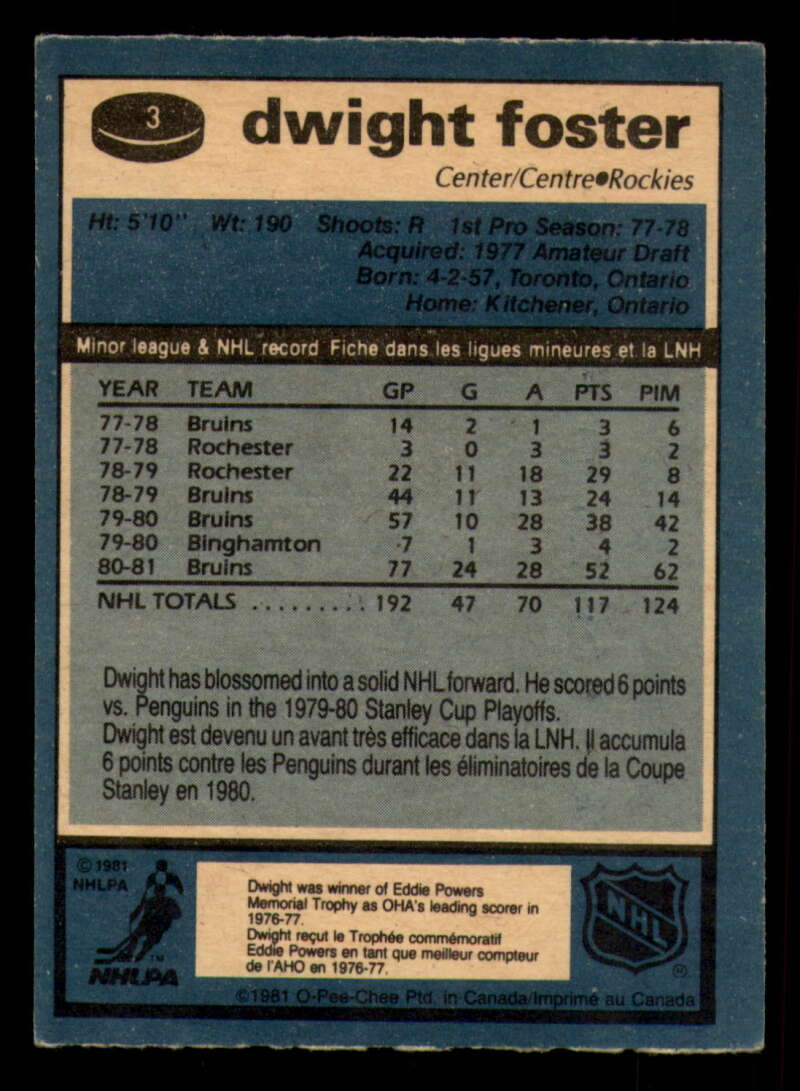 3
dwight foster
Center/Centre●Rockies
Ht: 5'10" Wt: 190 Shoots: R 1st Pro Season: 77-78
Acquired: 1977 Amateur Draft
Born: 4-2-57, Toronto, Ontario
Home: Kitchener, Ontario
Minor league & NHL record Fiche dans les ligues mineures et la LNH
YEAR TEAM GP G A PTS PIM
77-78 Bruins 14 2 1 3 6
77-78 Rochester 3 0 3 3 2
78-79 Rochester 22 11 18 29 8
78-79 Bruins 44 11 13 24 14
79-80 Bruins 57 10 28 38 42
79-80 Binghamton 7 1 3 4 2
80-81 Bruins 77 24 28 52 62
NHL TOTALS .......... 192 47 70 117 124
Dwight has blossomed into a solid NHL forward. He scored 6 points
vs. Penguins in the 1979-80 Stanley Cup Playoffs.
Dwight est devenu un avant très efficace dans la LNH. Il accumula
6 points contre les Penguins durant les éliminatoires de la Coupe
Stanley en 1980.
© 1981
NHLPA
TM
NHLPA
Dwight was winner of Eddie Powers
Memorial Trophy as OHA's leading scorer in
1976-77.
Dwight reçut le Trophée commémoratif
Eddie Powers en tant que meilleur compteur
de l'AHO en 1976-77.
NHL
®
©1981 O-Pee-Chee Ptd. in Canada/Imprimé au Canada